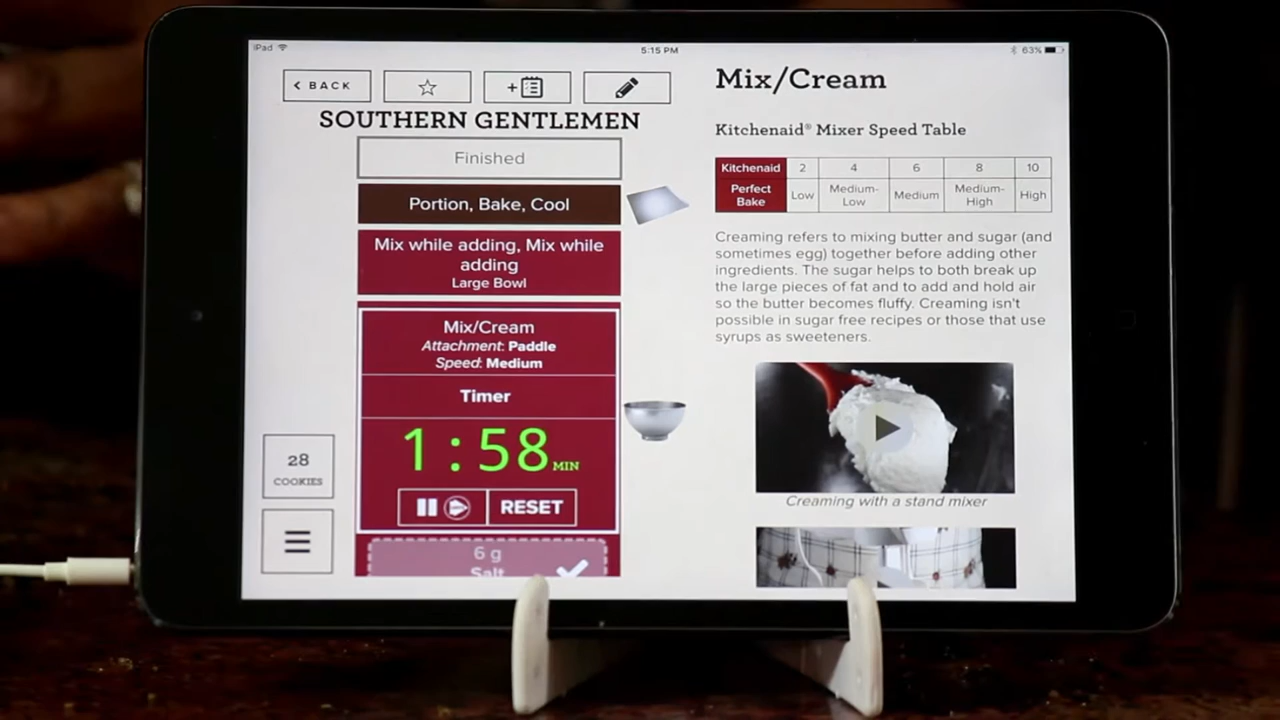 iPad
5:15 PM
63%
< BACK
+
SOUTHERN GENTLEMEN
Finished
Portion, Bake, Cool
Mix while adding, Mix while
adding
Large Bowl
Mix/Cream
Attachment: Paddle
Speed: Medium
Timer
1:58 MIN
RESET
6 g
Salt
28
COOKIES
Mix/Cream
Kitchenaid® Mixer Speed Table
Kitchenaid 2 4 6 8 10
Perfect Bake Low Medium-Low Medium Medium-High High
Creaming refers to mixing butter and sugar (and
sometimes egg) together before adding other
ingredients. The sugar helps to both break up
the large pieces of fat and to add and hold air
so the butter becomes fluffy. Creaming isn't
possible in sugar free recipes or those that use
syrups as sweeteners.
Creaming with a stand mixer